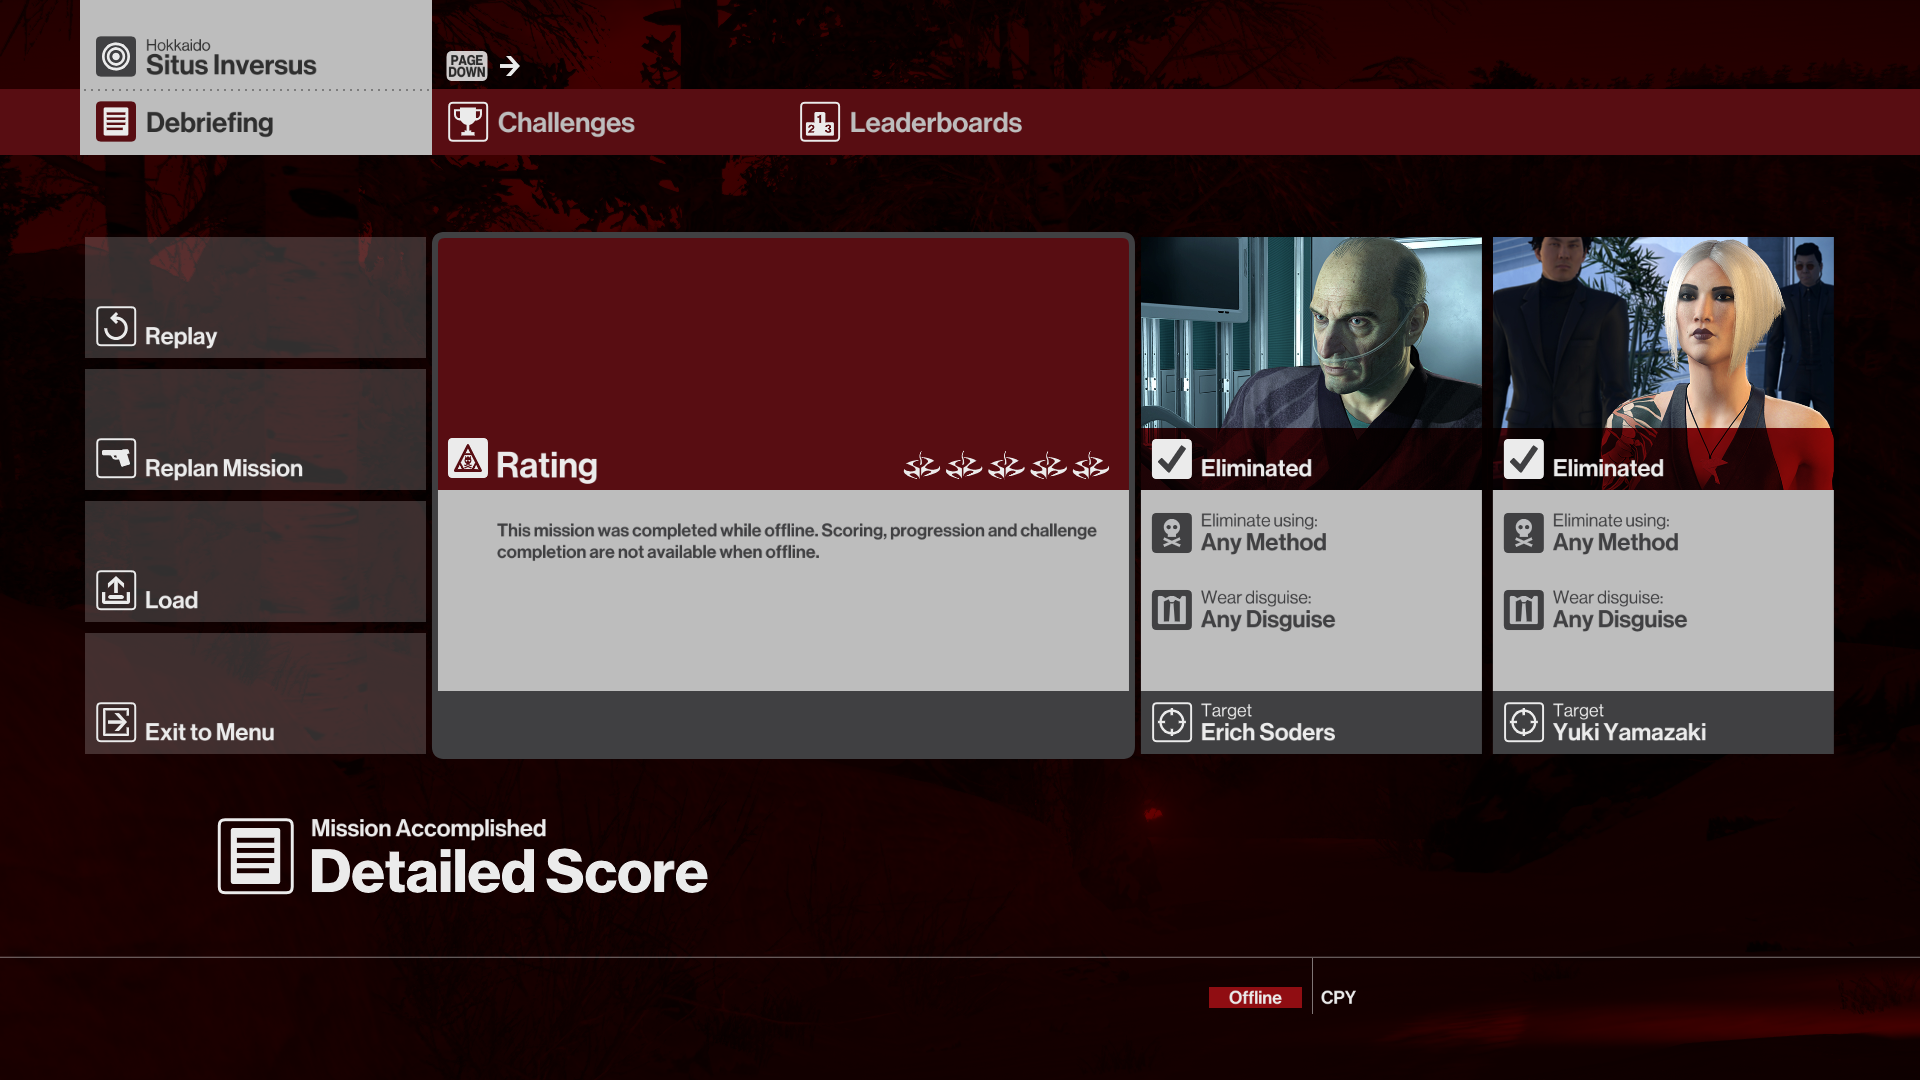 Hokkaido
Situs Inversus
PAGE
DOWN
Debriefing
Challenges
1
2 3
Leaderboards
Replay
Replan Mission
Load
Exit to Menu
Rating
This mission was completed while offline. Scoring, progression and challenge
completion are not available when offline.
Eliminated
Eliminate using:
Any Method
Wear disguise:
Any Disguise
Target
Erich Soders
Eliminated
Eliminate using:
Any Method
Wear disguise:
Any Disguise
Target
Yuki Yamazaki
Mission Accomplished
Detailed Score
Offline
CPY